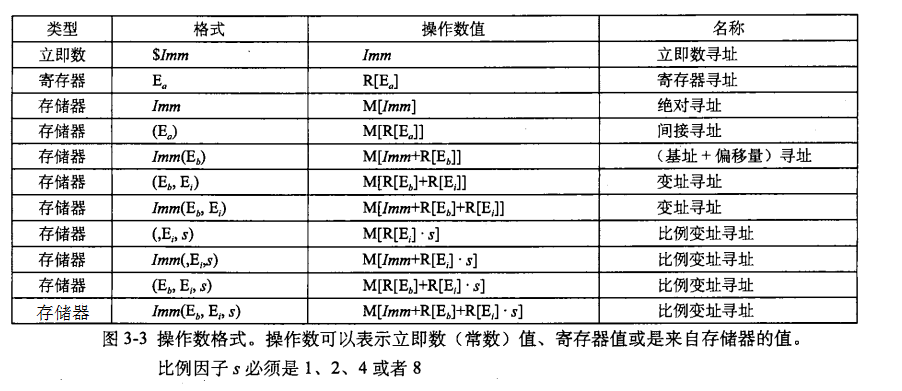 类型 格式 操作数值 名称
立即数 $Imm Imm 立即数寻址
寄存器 Eₐ R[Eₐ] 寄存器寻址
存储器 Imm M[Imm] 绝对寻址
存储器 (Eₐ) M[R[Eₐ]] 间接寻址
存储器 Imm(E_b) M[Imm+R[E_b]] （基址+偏移量）寻址
存储器 (E_b, E_i) M[R[E_b]+R[E_i]] 变址寻址
存储器 Imm(E_b, E_i) M[Imm+R[E_b]+R[E_i]] 变址寻址
存储器 (,E_i, s) M[R[E_i]·s] 比例变址寻址
存储器 Imm(,E_i,s) M[Imm+R[E_i]·s] 比例变址寻址
存储器 (E_b, E_i, s) M[R[E_b]+R[E_i]·s] 比例变址寻址
存储器 Imm(E_b, E_i, s) M[Imm+R[E_b]+R[E_i]·s] 比例变址寻址
图 3-3 操作数格式。操作数可以表示立即数（常数）值、寄存器值或是来自存储器的值。
比例因子 s 必须是 1、2、4 或者 8